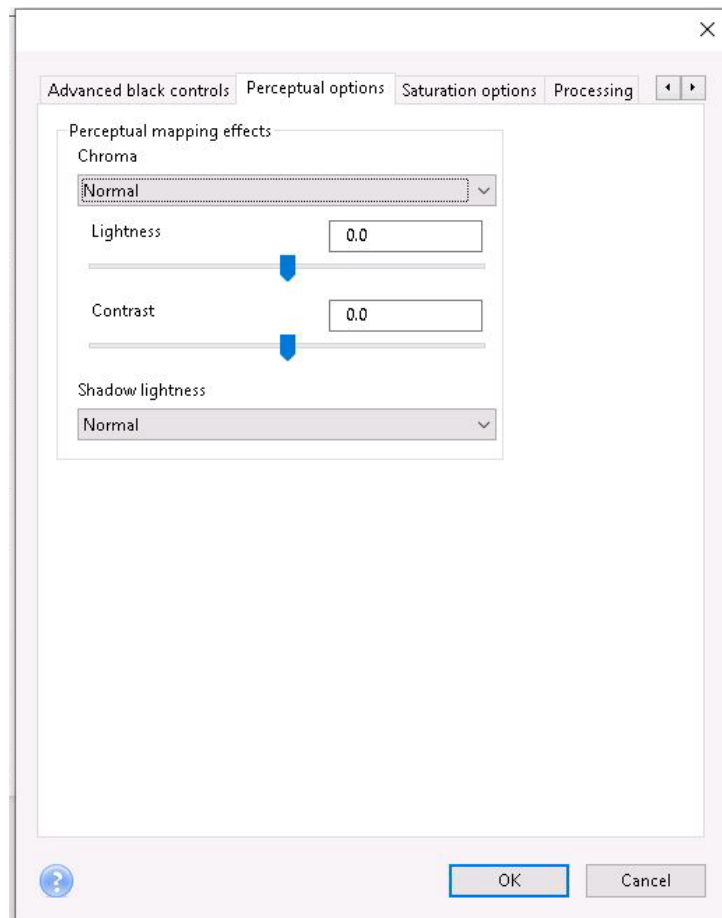 Advanced black controls Perceptual options Saturation options Processing
Perceptual mapping effects
Chroma
Normal
Lightness 0.0
Contrast 0.0
Shadow lightness
Normal
?
OK Cancel